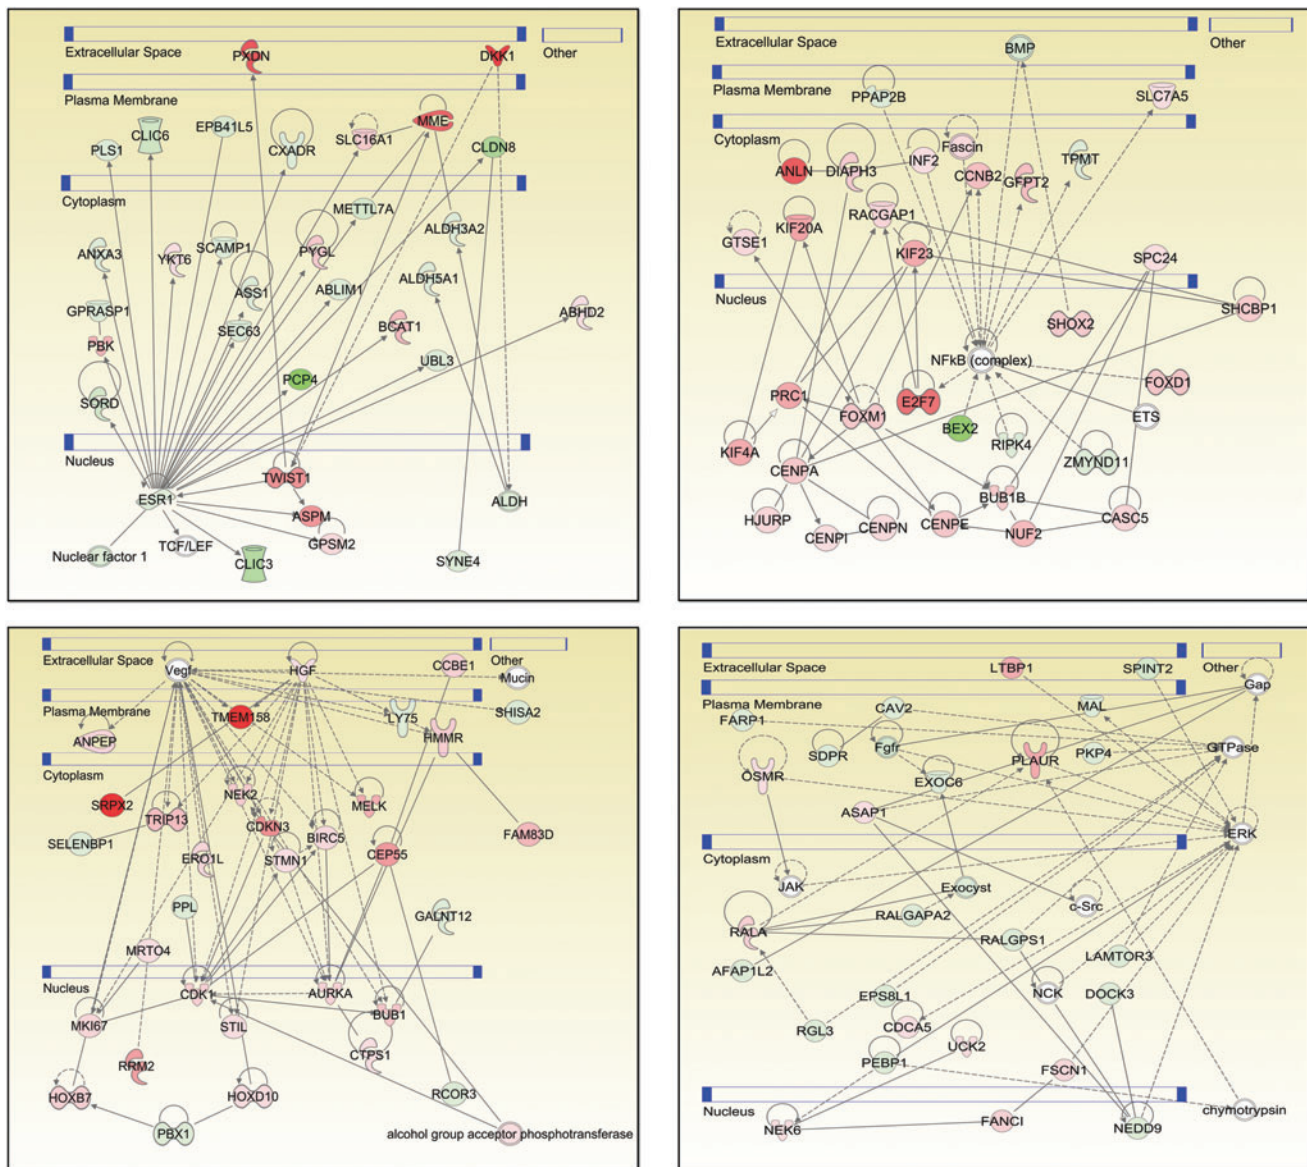 Extracellular Space
PXDN
DKK1
Other
Plasma Membrane
CLIC6
EPB41L5
CXADR
SLC16A1
MME
CLDN8
PLS1
Cytoplasm
METTL7A
ALDH3A2
ANXA3
YKT6
SCAMP1
PYGL
ASS1
ABLIM1
ALDH5A1
GPRASP1
SEC63
BCAT1
ABHD2
PBK
UBL3
PCP4
SORD
Nucleus
TWIST1
ESR1
ALDH
ASPM
GPSM2
Nuclear factor 1
TCF/LEF
CLIC3
SYNE4
Extracellular Space
BMP
Other
Plasma Membrane
PPAP2B
SLC7A5
Cytoplasm
ANLN
DIAPH3
INF2
Fascin
CCNB2
GFPT2
TPMT
KIF20A
RACGAP1
GTSE1
KIF23
SPC24
Nucleus
SHCBP1
SHOX2
NFkB (complex)
FOXD1
PRC1
FOXM1
E2F7
ETS
BEX2
RIPK4
KIF4A
CENPA
ZMYND11
BUB1B
HJURP
CENPI
CENPN
CENPE
NUF2
CASC5
Extracellular Space
Vegf
HGF
CCBE1
Other
Mucin
Plasma Membrane
TMEM158
LY75
SHISA2
ANPEP
HMMR
Cytoplasm
SRPX2
NEK2
MELK
TRIP13
CDKN3
SELENBP1
BIRC5
FAM83D
ERO1L
STMN1
CEP55
PPL
GALNT12
MRTO4
Nucleus
CDK1
AURKA
BUB1
MKI67
STIL
CTPS1
RRM2
HOXB7
HOXD10
RCOR3
PBX1
alcohol group acceptor phosphotransferase
Extracellular Space
LTBP1
SPINT2
Other
Gap
Plasma Membrane
CAV2
MAL
FARP1
SDPR
Fgfr
PLAUR
PKP4
GTPase
OSMR
EXOC6
ASAP1
ERK
Cytoplasm
JAK
Exocyst
c-Src
RALGAPA2
RALA
RALGPS1
AFAP1L2
LAMTOR3
NCK
EPS8L1
DOCK3
RGL3
CDCA5
UCK2
PEBP1
FSCN1
Nucleus
chymotrypsin
NEK6
FANCI
NEDD9